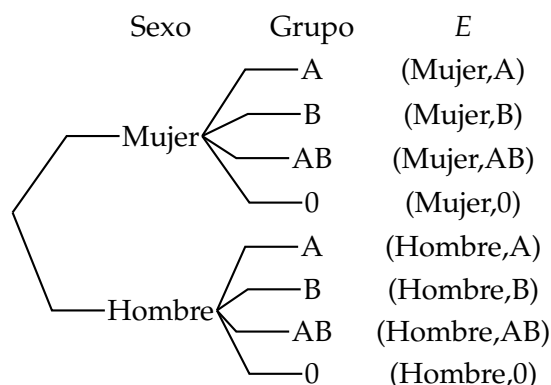 Sexo Grupo E
A (Mujer,A)
B (Mujer,B)
Mujer
AB (Mujer,AB)
0 (Mujer,0)
A (Hombre,A)
B (Hombre,B)
Hombre
AB (Hombre,AB)
0 (Hombre,0)